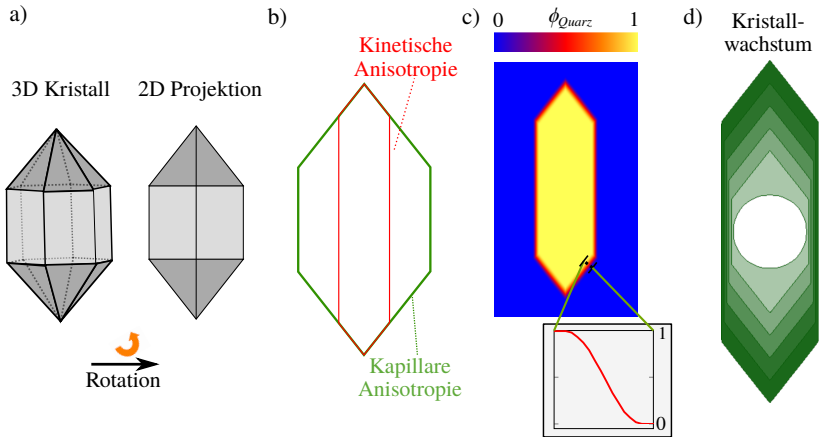 a)
3D Kristall
2D Projektion
Rotation
b)
Kinetische
Anisotropie
Kapillare
Anisotropie
c)
0
ϕQuarz
1
1
0
d)
Kristall-
wachstum